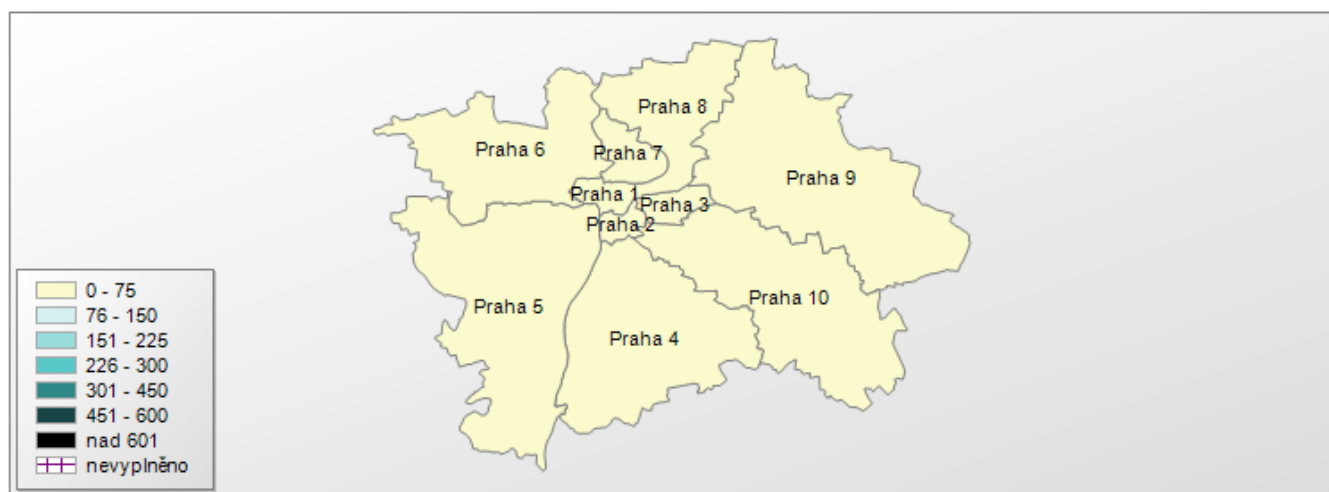 Praha 8
Praha 6
Praha 7
Praha 9
Praha 1
Praha 3
Praha 2
Praha 10
Praha 5
Praha 4
0 - 75
76 - 150
151 - 225
226 - 300
301 - 450
451 - 600
nad 601
nevyplněno